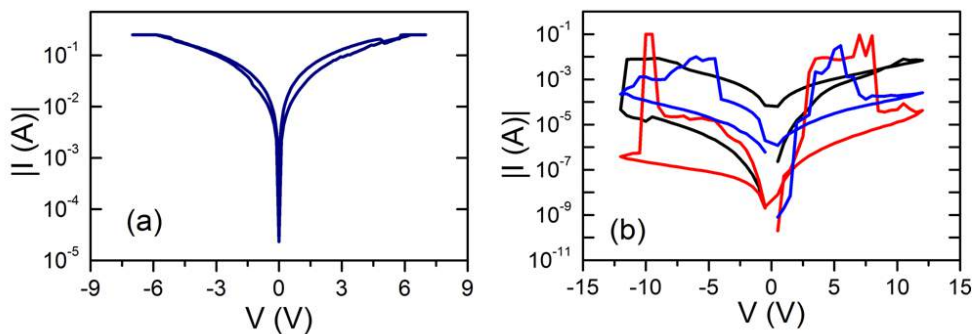 |I (A)|
10⁻¹
10⁻²
10⁻³
10⁻⁴
10⁻⁵
(a)
-9 -6 -3 0 3 6 9
V (V)
|I (A)|
10⁻¹
10⁻³
10⁻⁵
10⁻⁷
10⁻⁹
10⁻¹¹
(b)
-15 -10 -5 0 5 10 15
V (V)